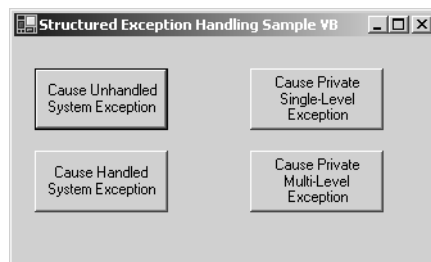 Structured Exception Handling Sample VB
Cause Unhandled
System Exception
Cause Private
Single-Level
Exception
Cause Handled
System Exception
Cause Private
Multi-Level
Exception